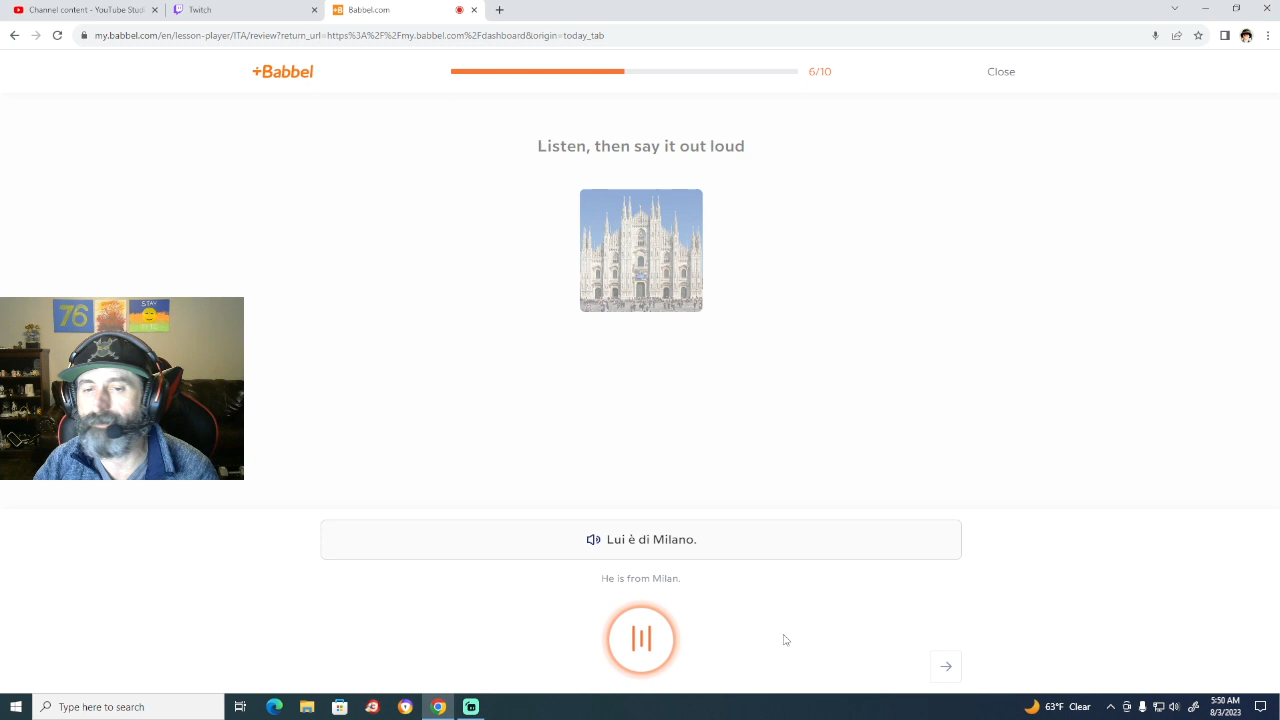 Channel content - YouTube Studi
Twitch
Babbel.com
my.babbel.com/en/lesson-player/ITA/review?return_url=https%3A%2F%2Fmy.babbel.com%2Fdashboard&origin=today_tab
+Babbel
6/10
Close
Listen, then say it out loud
76
STAY
Lui è di Milano.
He is from Milan.
Type here to search
63°F Clear
5:50 AM
8/3/2023